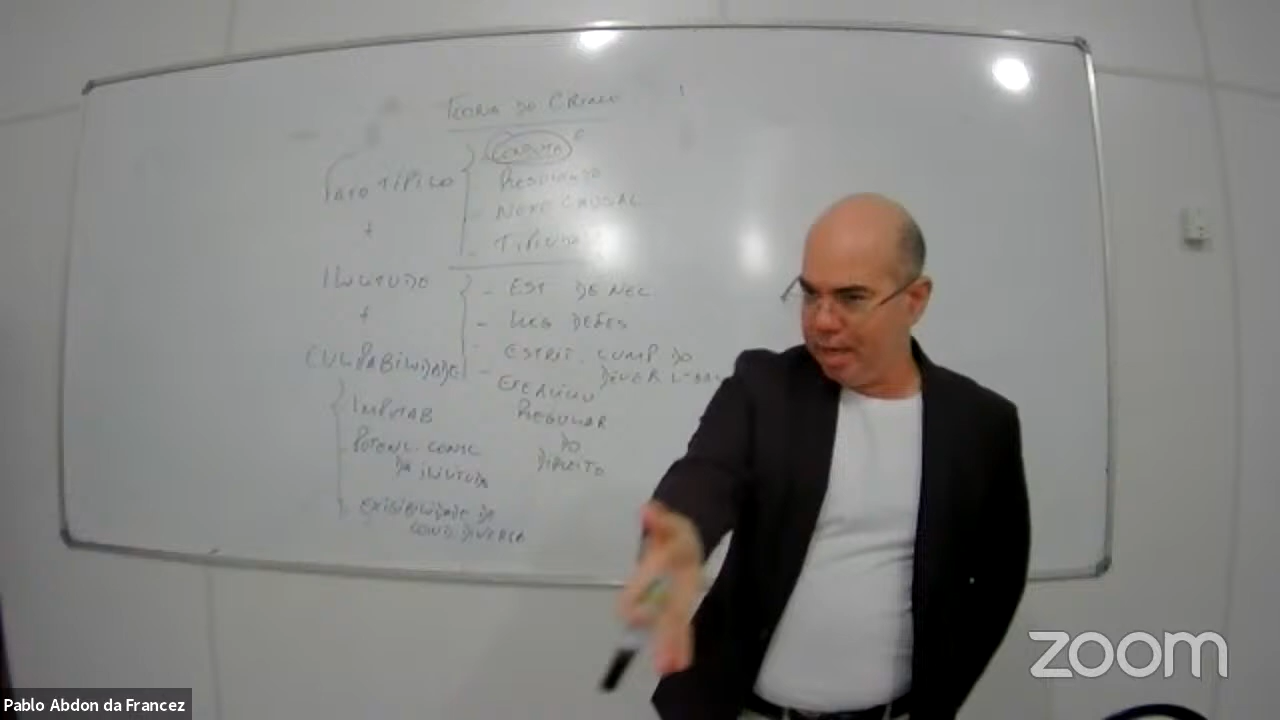 TEORIA DO CRIME
CONDUTA
FATO TÍPICO
RESULTADO
- NEXO CAUSAL
+
- TIPICIDADE
ILICITUDE
- EST DE NEC.
+
- LEG DEFES
- ESTRIT. CUMP DO
DEVER LEGAL
CULPABILIDADE
- EXERCÍCIO
REGULAR
DO
DIREITO
IMPUTAB
POTENC. CONSC
DA ILICITUDE
EXIGIBILIDADE DE
COND. DIVERSA
zoom
Pablo Abdon da Francez